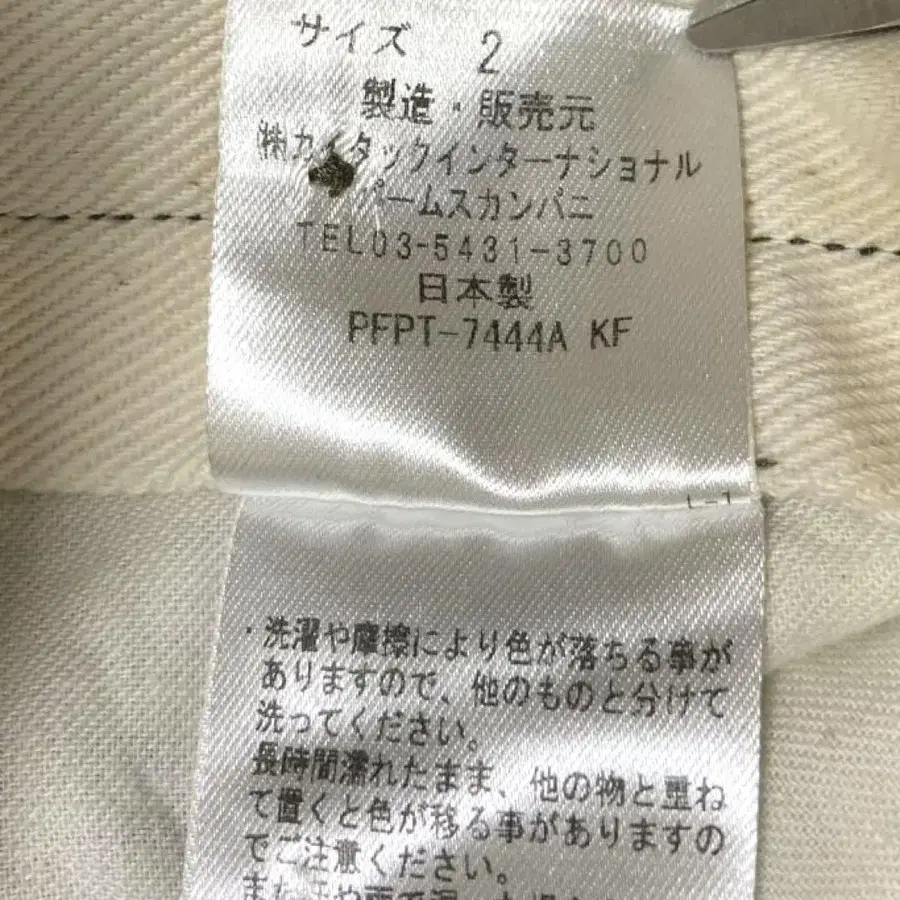 サイズ 2
製造・販売元
㈱カイタックインターナショナル
パームスカンパニ
TEL03-5431-3700
日本製
PFPT-7444A KF
L-1
・洗濯や摩擦により色が落ちる事が
ありますので、他のものと分けて
洗ってください。
長時間濡れたまま、他の物と重ね
て置くと色が移る事がありますの
でご注意ください。